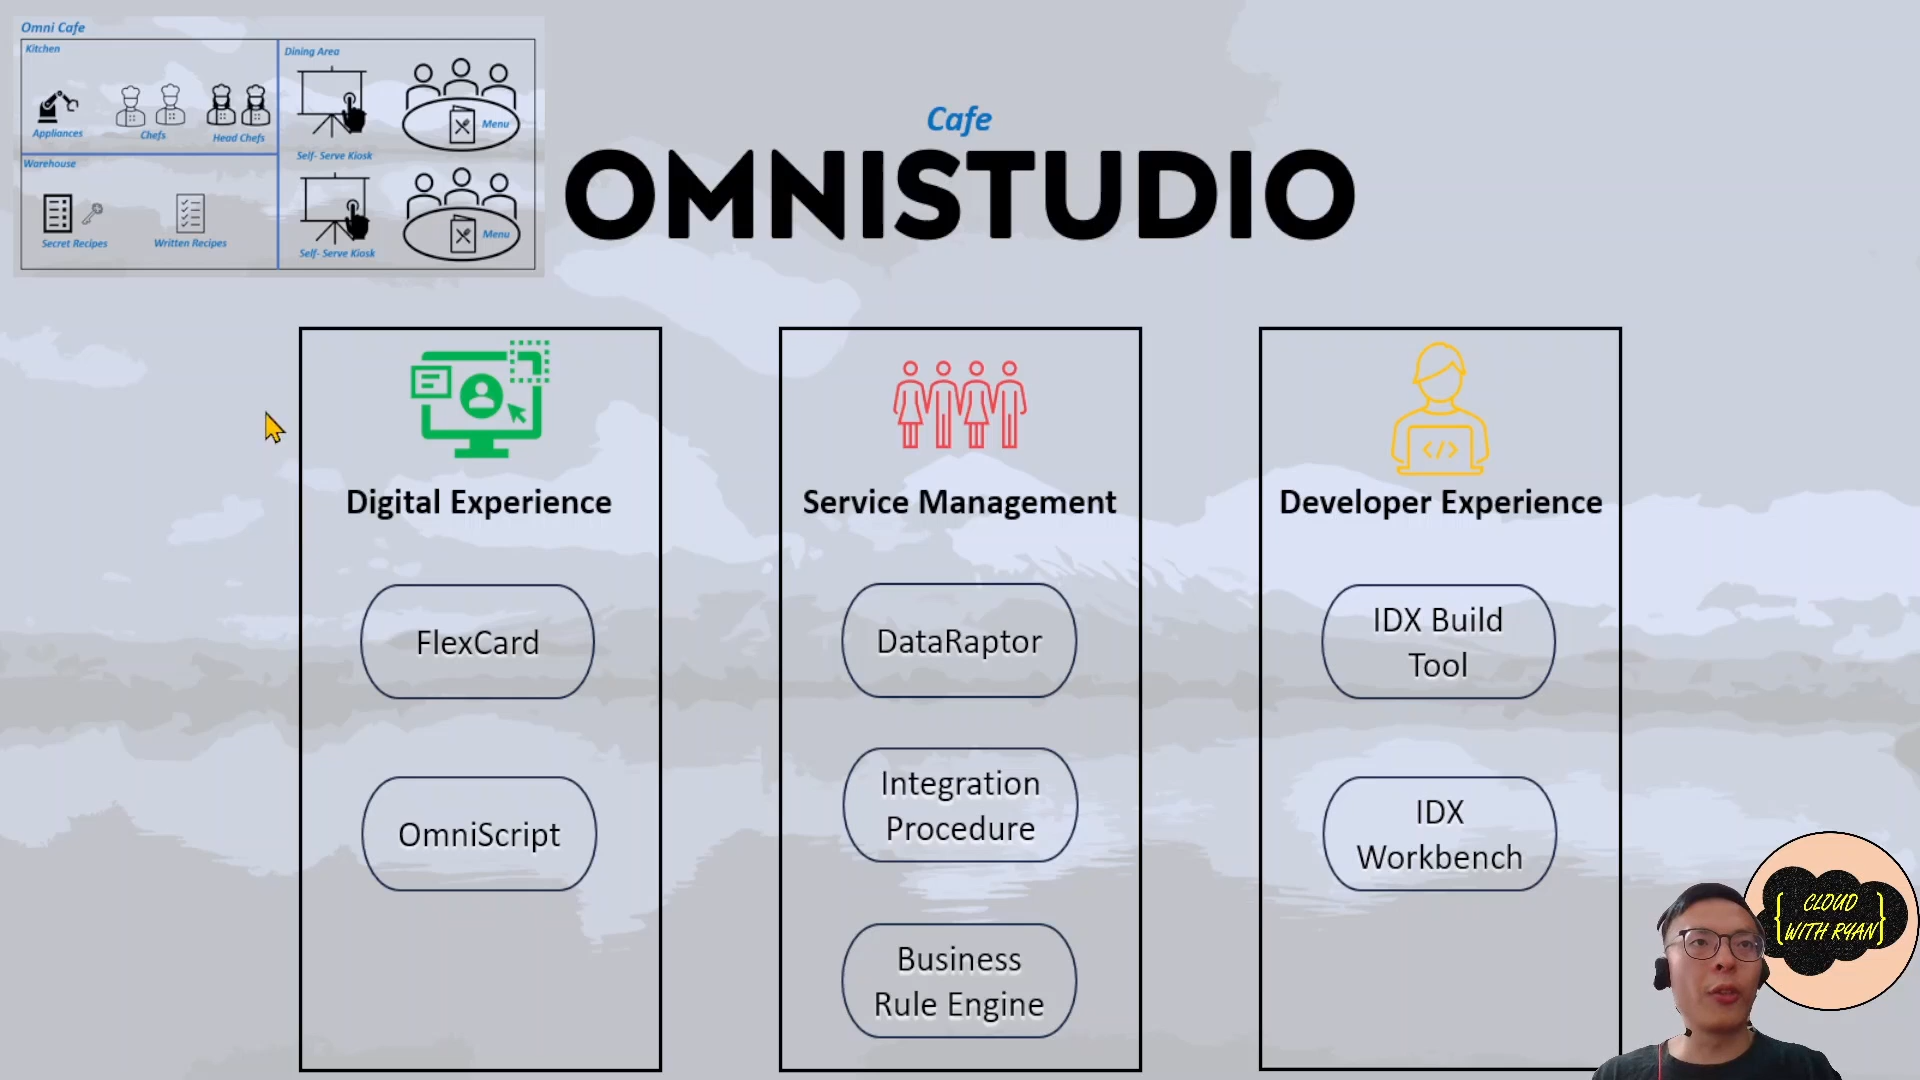 Omni Cafe
Kitchen
Appliances
Chefs
Head Chefs
Warehouse
Secret Recipes
Written Recipes
Dining Area
Menu
Self- Serve Kiosk
Menu
Self- Serve Kiosk
Cafe
OMNISTUDIO
Digital Experience
FlexCard
OmniScript
Service Management
DataRaptor
Integration
Procedure
Business
Rule Engine
Developer Experience
</>
IDX Build
Tool
IDX
Workbench
{ CLOUD
WITH RYAN }